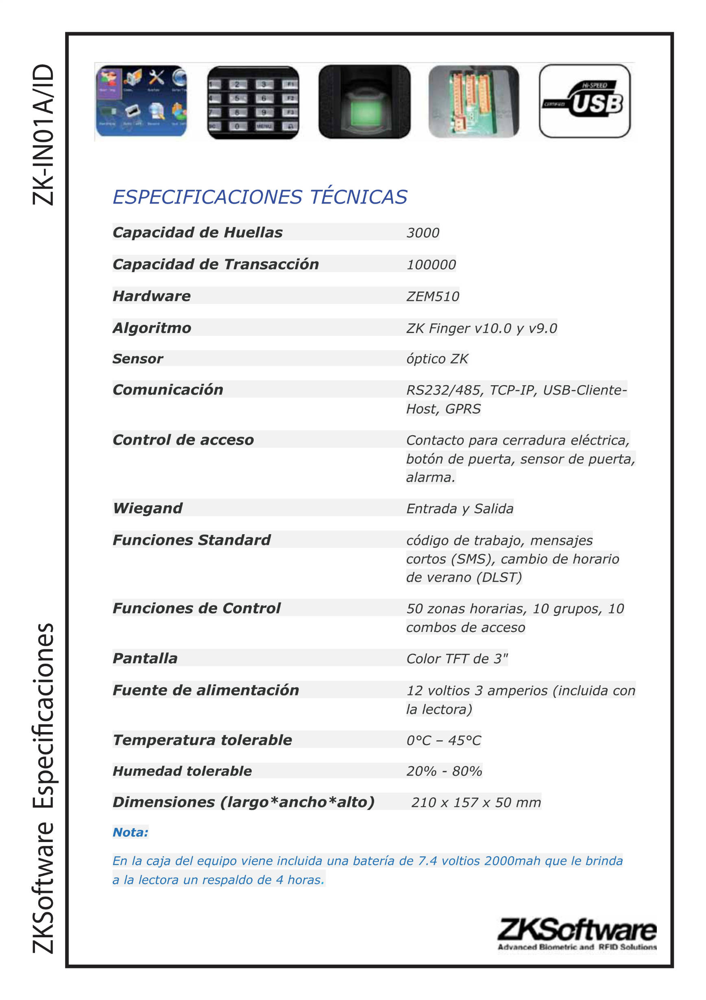 ZK-IN01A/ID
ZKSoftware Especificaciones
1 2 3 F1
4 5 6 F2
7 8 9 F3
0 MENU
HI-SPEED
CERTIFIED
USB
ESPECIFICACIONES TÉCNICAS
Capacidad de Huellas 3000
Capacidad de Transacción 100000
Hardware ZEM510
Algoritmo ZK Finger v10.0 y v9.0
Sensor óptico ZK
Comunicación RS232/485, TCP-IP, USB-Cliente-
Host, GPRS
Control de acceso Contacto para cerradura eléctrica,
botón de puerta, sensor de puerta,
alarma.
Wiegand Entrada y Salida
Funciones Standard código de trabajo, mensajes
cortos (SMS), cambio de horario
de verano (DLST)
Funciones de Control 50 zonas horarias, 10 grupos, 10
combos de acceso
Pantalla Color TFT de 3"
Fuente de alimentación 12 voltios 3 amperios (incluida con
la lectora)
Temperatura tolerable 0°C – 45°C
Humedad tolerable 20% - 80%
Dimensiones (largo*ancho*alto) 210 x 157 x 50 mm
Nota:
En la caja del equipo viene incluida una batería de 7.4 voltios 2000mah que le brinda
a la lectora un respaldo de 4 horas.
ZKSoftware
Advanced Biometric and RFID Solutions